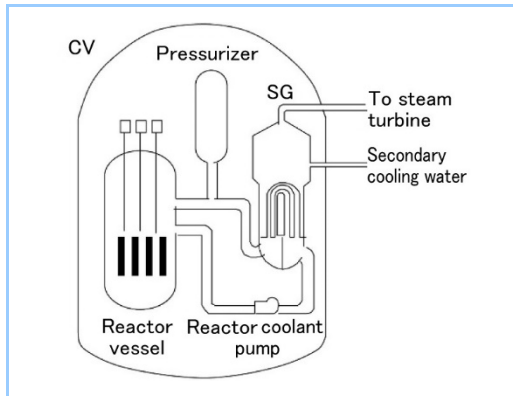 CV
Pressurizer
SG
To steam
turbine
Secondary
cooling water
Reactor
vessel
Reactor coolant
pump